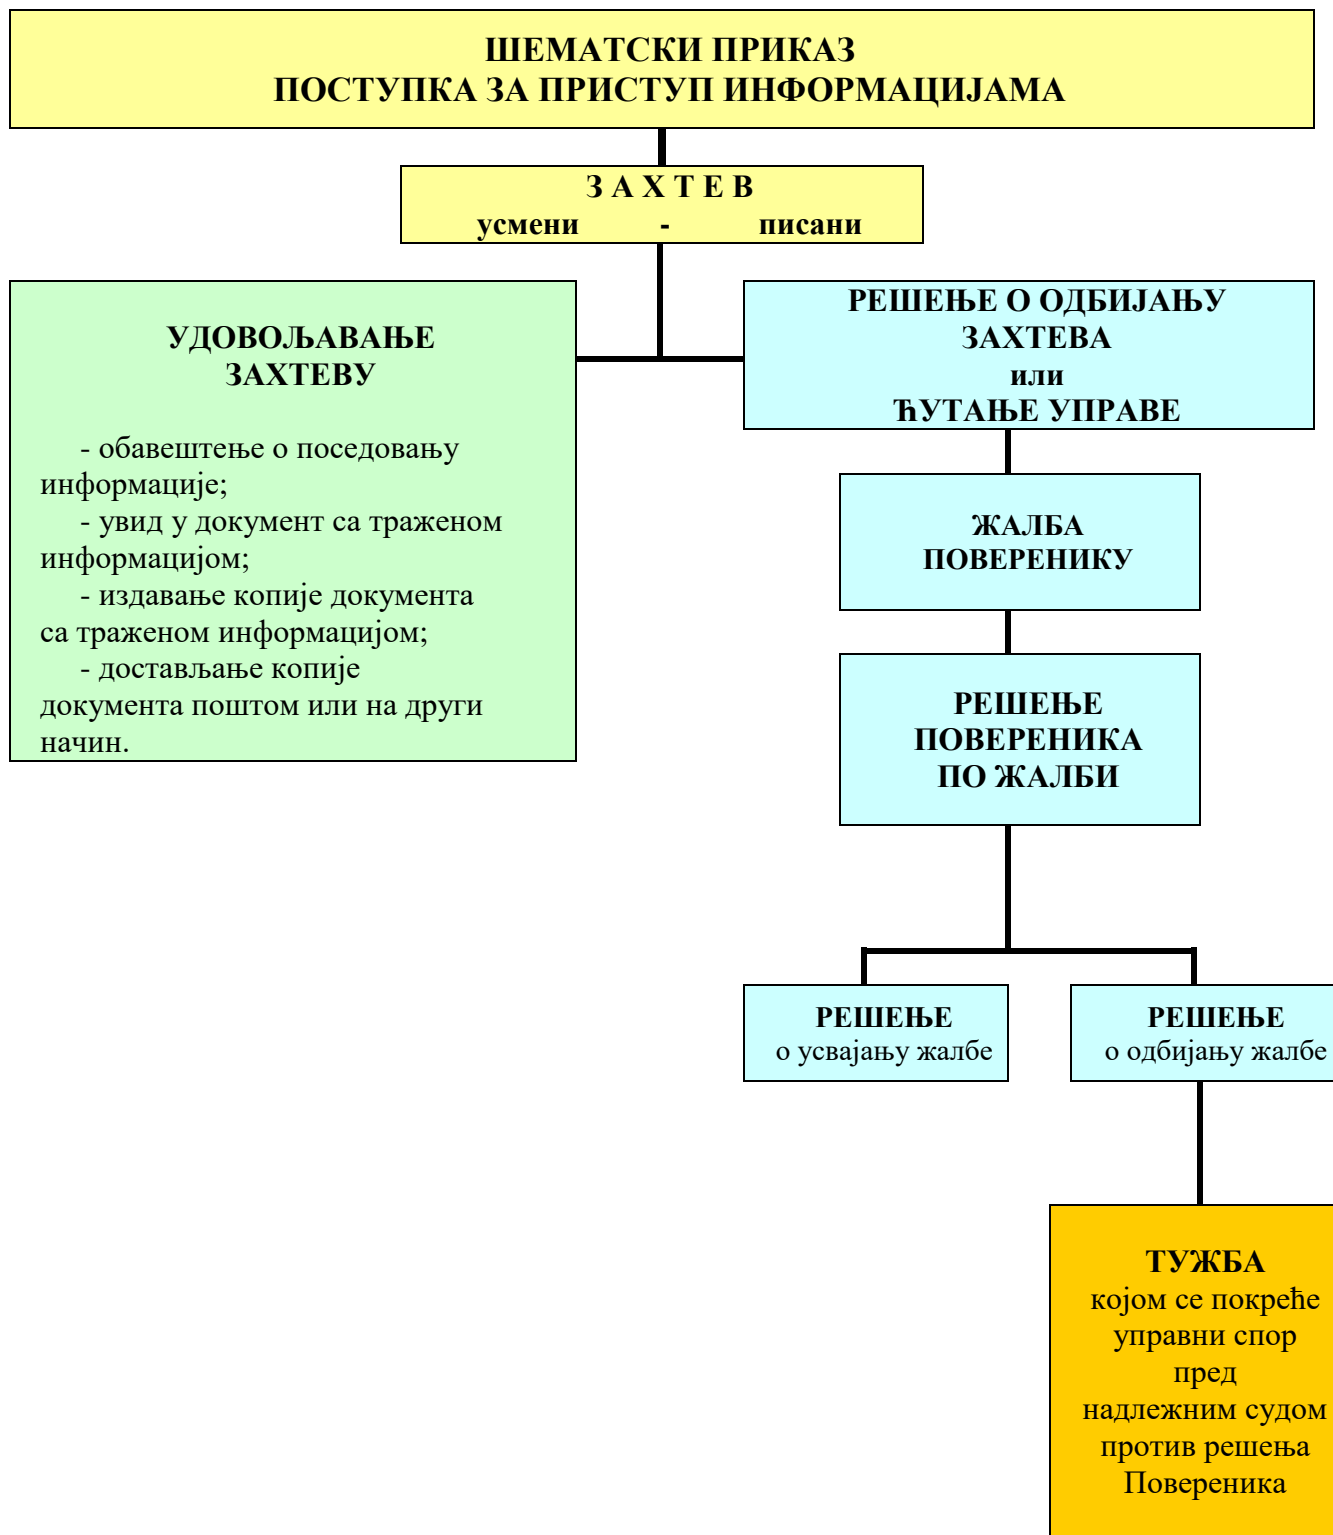 ШЕМАТСКИ ПРИКАЗ
ПОСТУПКА ЗА ПРИСТУП ИНФОРМАЦИЈАМА
З А Х Т Е В
усмени - писани
УДОВОЉАВАЊЕ
ЗАХТЕВУ
- обавештење о поседовању
информације;
- увид у документ са траженом
информацијом;
- издавање копије документа
са траженом информацијом;
- достављање копије
документа поштом или на други
начин.
РЕШЕЊЕ О ОДБИЈАЊУ
ЗАХТЕВА
или
ЋУТАЊЕ УПРАВЕ
ЖАЛБА
ПОВЕРЕНИКУ
РЕШЕЊЕ
ПОВЕРЕНИКА
ПО ЖАЛБИ
РЕШЕЊЕ
о усвајању жалбе
РЕШЕЊЕ
о одбијању жалбе
ТУЖБА
којом се покреће
управни спор
пред
надлежним судом
против решења
Повереника